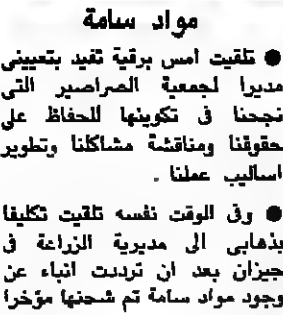 مواد سامة
● تلقيت امس برقية تفيد بتعيينى
مديرا لجمعية الصراصير التى
نجحنا فى تكوينها للحفاظ على
حقوقنا ومناقشة مشاكلنا وتطوير
اساليب عملنا .
● وفى الوقت نفسه تلقيت تكليفا
بذهابى الى مديرية الزراعة فى
جيزان بعد ان ترددت انباء عن
وجود مواد سامة تم شحنها مؤخرا